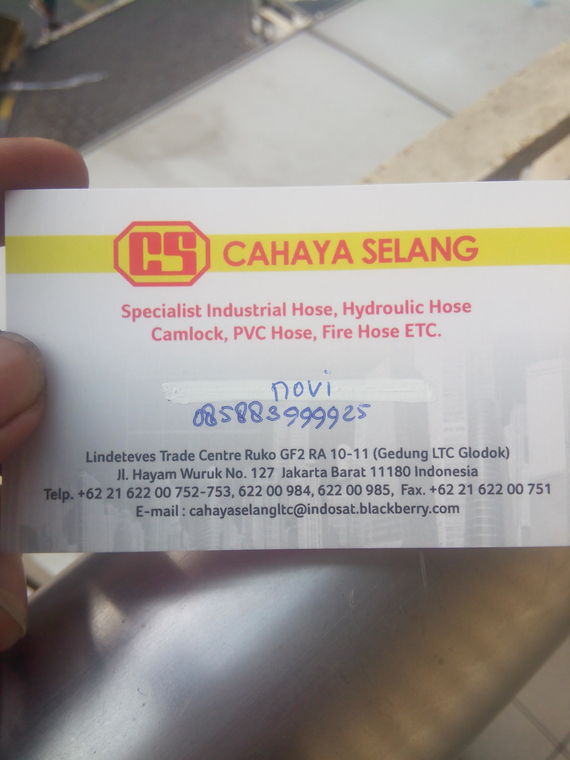 CS CAHAYA SELANG
Specialist Industrial Hose, Hydroulic Hose
Camlock, PVC Hose, Fire Hose ETC.
novi
085883999925
Lindeteves Trade Centre Ruko GF2 RA 10-11 (Gedung LTC Glodok)
Jl. Hayam Wuruk No. 127 Jakarta Barat 11180 Indonesia
Telp. +62 21 622 00 752-753, 622 00 984, 622 00 985, Fax. +62 21 622 00 751
E-mail : cahayaselangltc@indosat.blackberry.com